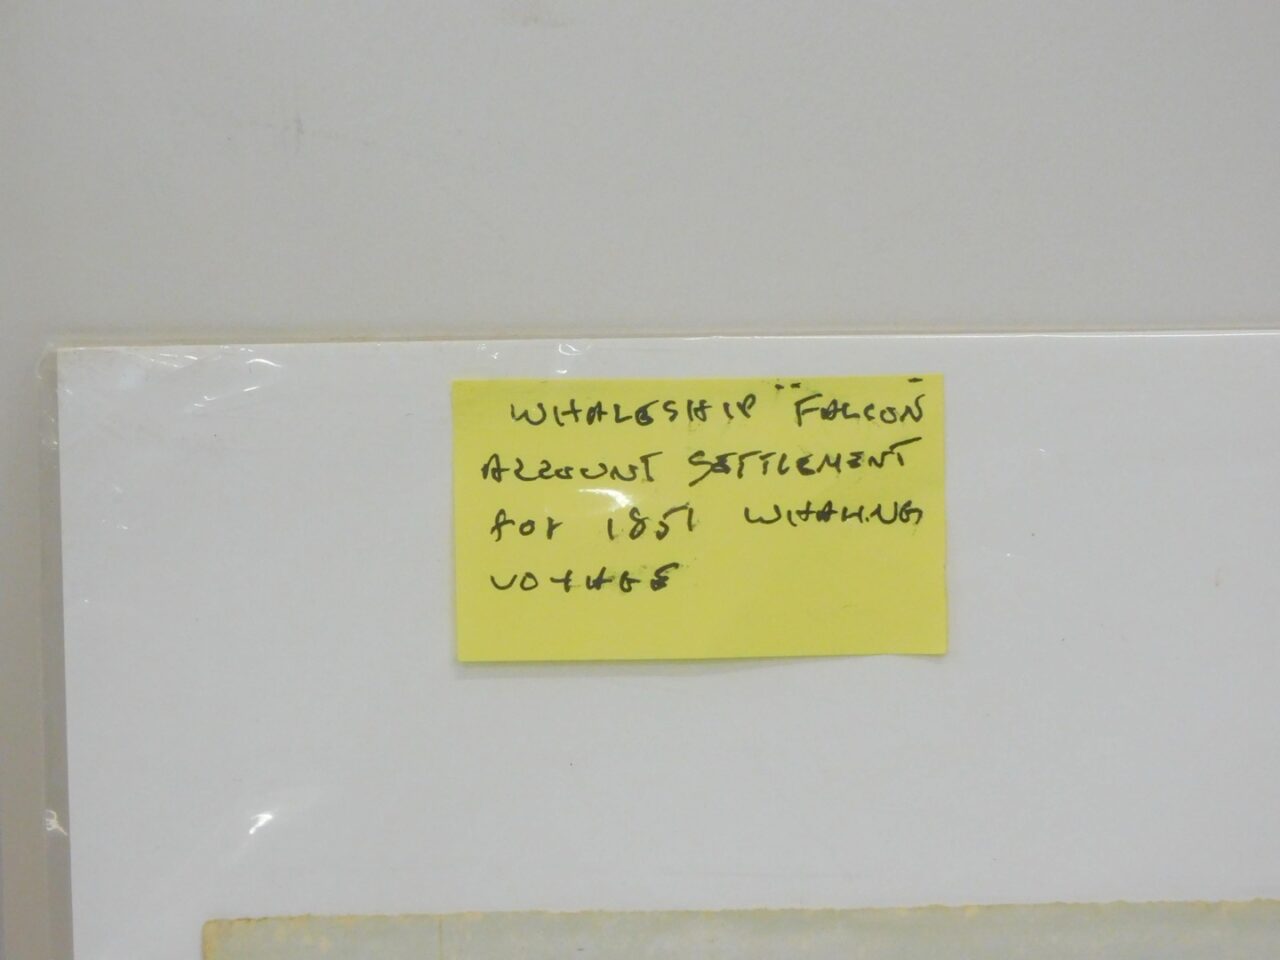 WHALESHIP "FALCON"
ACCOUNT SETTLEMENT
for 1851 WHALING
VOYAGE